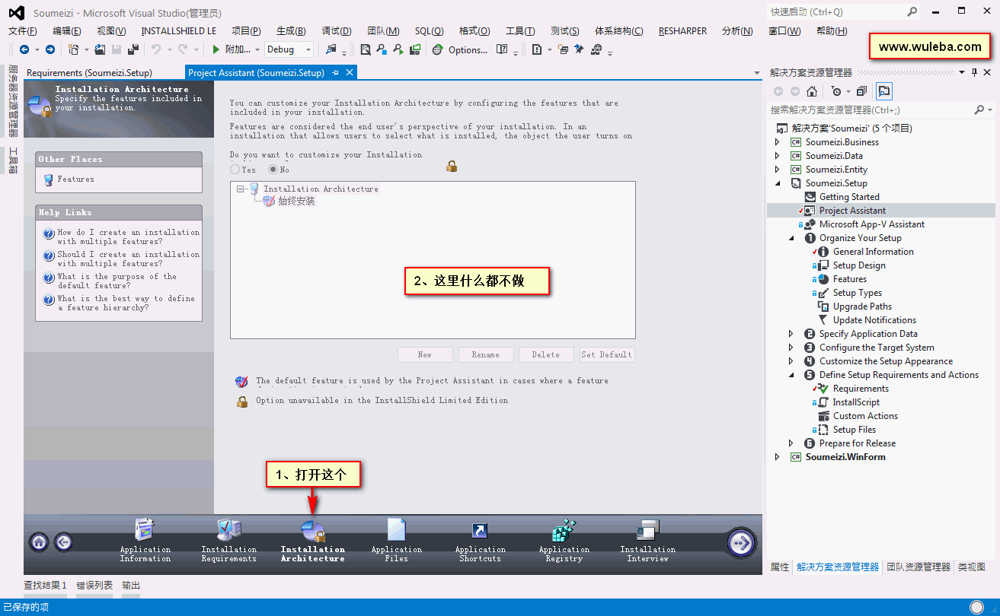 Soumeizi - Microsoft Visual Studio(管理员)
快速启动 (Ctrl+Q)
文件(F) 编辑(E) 视图(V) INSTALLSHIELD LE 项目(P) 生成(B) 调试(D) 团队(M) SQL(Q) 格式(O) 工具(T) 测试(S) 体系结构(C) RESHARPER 分析(N) 窗口(W) 帮助(H)
附加... Debug Options...
www.wuleba.com
服务器资源管理器
工具箱
Requirements (Soumeizi.Setup) Project Assistant (Soumeizi.Setup)
Installation Architecture
Specify the features included in
your installation.
Other Places
Features
Help Links
How do I create an installation
with multiple features?
Should I create an installation
with multiple features?
What is the purpose of the
default feature?
What is the best way to define
a feature hierarchy?
You can customize your Installation Architecture by configuring the features that are
included in your installation.
Features are considered the end user's perspective of your installation. In an
installation that allows users to select what is installed, the object the user turns on
Do you want to customize your Installation
Yes No
Installation Architecture
始终安装
2、这里什么都不做
New Rename Delete Set Default
The default feature is used by the Project Assistant in cases where a feature
Option unavailable in the InstallShield Limited Edition
1、打开这个
Application
Information
Installation
Requirements
Installation
Architecture
Application
Files
Application
Shortcuts
Application
Registry
Installation
Interview
解决方案资源管理器
搜索解决方案资源管理器(Ctrl+;)
解决方案'Soumeizi' (5 个项目)
Soumeizi.Business
Soumeizi.Data
Soumeizi.Entity
Soumeizi.Setup
Getting Started
Project Assistant
Microsoft App-V Assistant
1 Organize Your Setup
General Information
Setup Design
Features
Setup Types
Upgrade Paths
Update Notifications
2 Specify Application Data
3 Configure the Target System
4 Customize the Setup Appearance
5 Define Setup Requirements and Actions
Requirements
InstallScript
Custom Actions
Setup Files
6 Prepare for Release
Soumeizi.WinForm
属性 解决方案资源管理器 团队资源管理器 类视图
查找结果 1 错误列表 输出
已保存的项